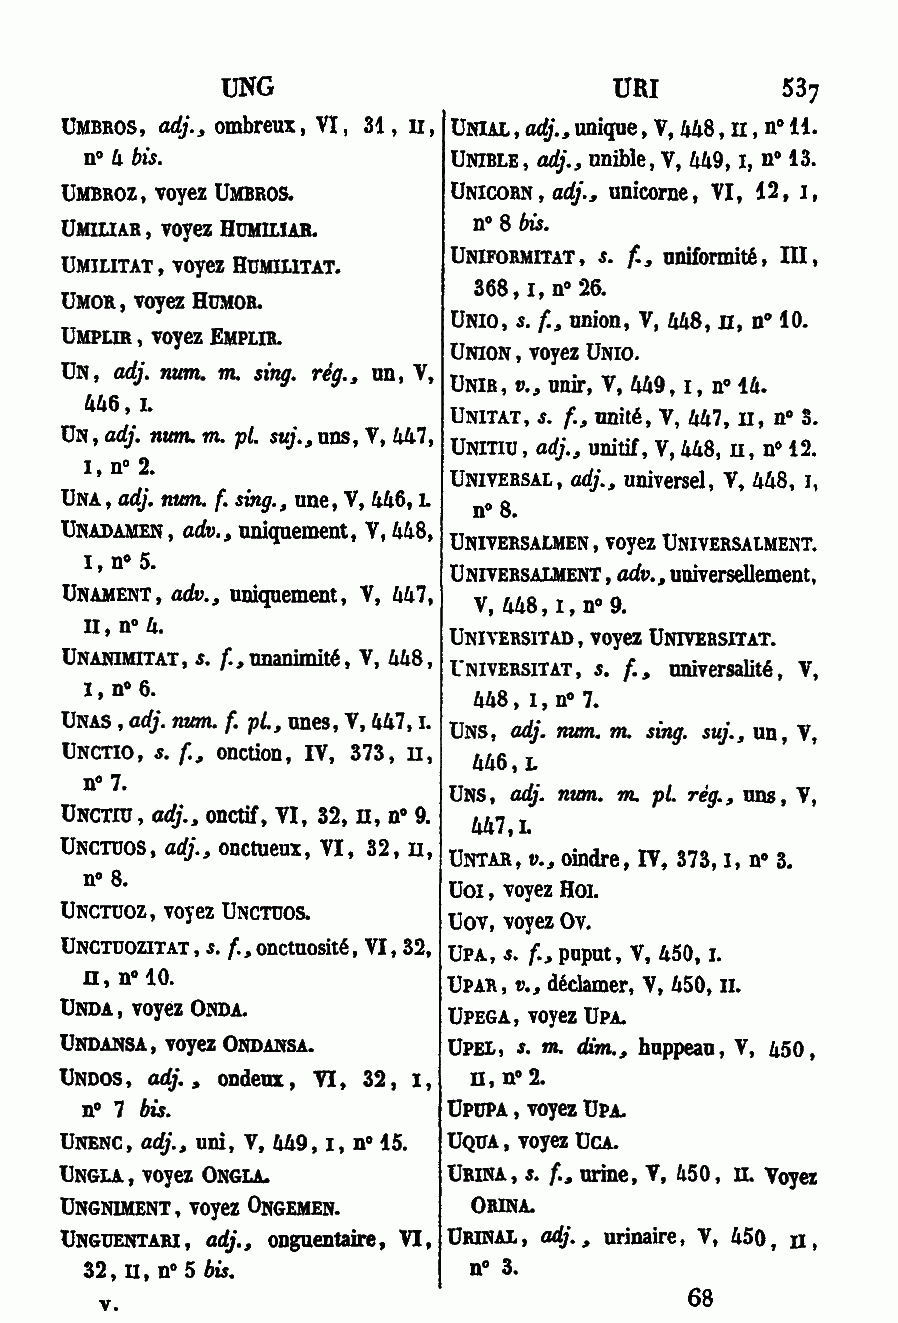 UNG
URI 537
UMBROS, adj., ombreux, VI, 31, II,
n° 4 bis.
UMBROZ, voyez UMBROS.
UMILIAR, voyez HUMILIAR.
UMILITAT, voyez HUMILITAT.
UMOR, voyez HUMOR.
UMPLIR, voyez EMPLIR.
UN, adj. num. m. sing. rég., un, V,
446, I.
UN, adj. num. m. pl. suj., uns, V, 447,
I, n° 2.
UNA, adj. num. f. sing., une, V, 446, I.
UNADAMEN, adv., uniquement, V, 448,
I, n° 5.
UNAMENT, adv., uniquement, V, 447,
II, n° 4.
UNANIMITAT, s. f., unanimité, V, 448,
I, n° 6.
UNAS, adj. num. f. pl., unes, V, 447, I.
UNCTIO, s. f., onction, IV, 373, II,
n° 7.
UNCTIU, adj., onctif, VI, 32, II, n° 9.
UNCTUOS, adj., onctueux, VI, 32, II,
n° 8.
UNCTUOZ, voyez UNCTUOS.
UNCTUOZITAT, s. f., onctuosité, VI, 32,
II, n° 10.
UNDA, voyez ONDA.
UNDANSA, voyez ONDANSA.
UNDOS, adj., ondeux, VI, 32, I,
n° 7 bis.
UNENC, adj., uni, V, 449, I, n° 15.
UNGLA, voyez ONGLA.
UNGNIMENT, voyez ONGEMEN.
UNGUENTARI, adj., onguentaire, VI,
32, II, n° 5 bis.
UNIAL, adj., unique, V, 448, II, n° 11.
UNIBLE, adj., unible, V, 449, I, n° 13.
UNICORN, adj., unicorne, VI, 12, I,
n° 8 bis.
UNIFORMITAT, s. f., uniformité, III,
368, I, n° 26.
UNIO, s. f., union, V, 448, II, n° 10.
UNION, voyez UNIO.
UNIR, v., unir, V, 449, I, n° 14.
UNITAT, s. f., unité, V, 447, II, n° 3.
UNITIU, adj., unitif, V, 448, II, n° 12.
UNIVERSAL, adj., universel, V, 448, I,
n° 8.
UNIVERSALMEN, voyez UNIVERSALMENT.
UNIVERSALMENT, adv., universellement,
V, 448, I, n° 9.
UNIVERSITAD, voyez UNIVERSITAT.
UNIVERSITAT, s. f., universalité, V,
448, I, n° 7.
UNS, adj. num. m. sing. suj., un, V,
446, I.
UNS, adj. num. m. pl. rég., uns, V,
447, I.
UNTAR, v., oindre, IV, 373, I, n° 3.
UOI, voyez HOI.
UOV, voyez OV.
UPA, s. f., puput, V, 450, I.
UPAR, v., déclamer, V, 450, II.
UPEGA, voyez UPA.
UPEL, s. m. dim., huppeau, V, 450,
II, n° 2.
UPUPA, voyez UPA.
UQUA, voyez UCA.
URINA, s. f., urine, V, 450, II. Voyez
ORINA.
URINAL, adj., urinaire, V, 450, II,
n° 3.
V.
68